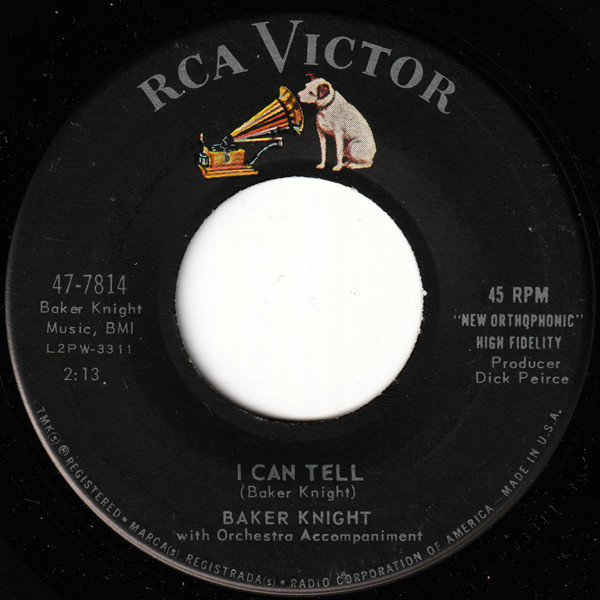 RCA VICTOR
47-7814
Baker Knight
Music, BMI
L2PW-3311
2:13
45 RPM
"NEW ORTHOPHONIC"
HIGH FIDELITY
Producer
Dick Peirce
I CAN TELL
(Baker Knight)
BAKER KNIGHT
with Orchestra Accompaniment
TMK(s) ® REGISTERED • MARCA(s) REGISTRADA(s) • RADIO CORPORATION OF AMERICA MADE IN U.S.A.